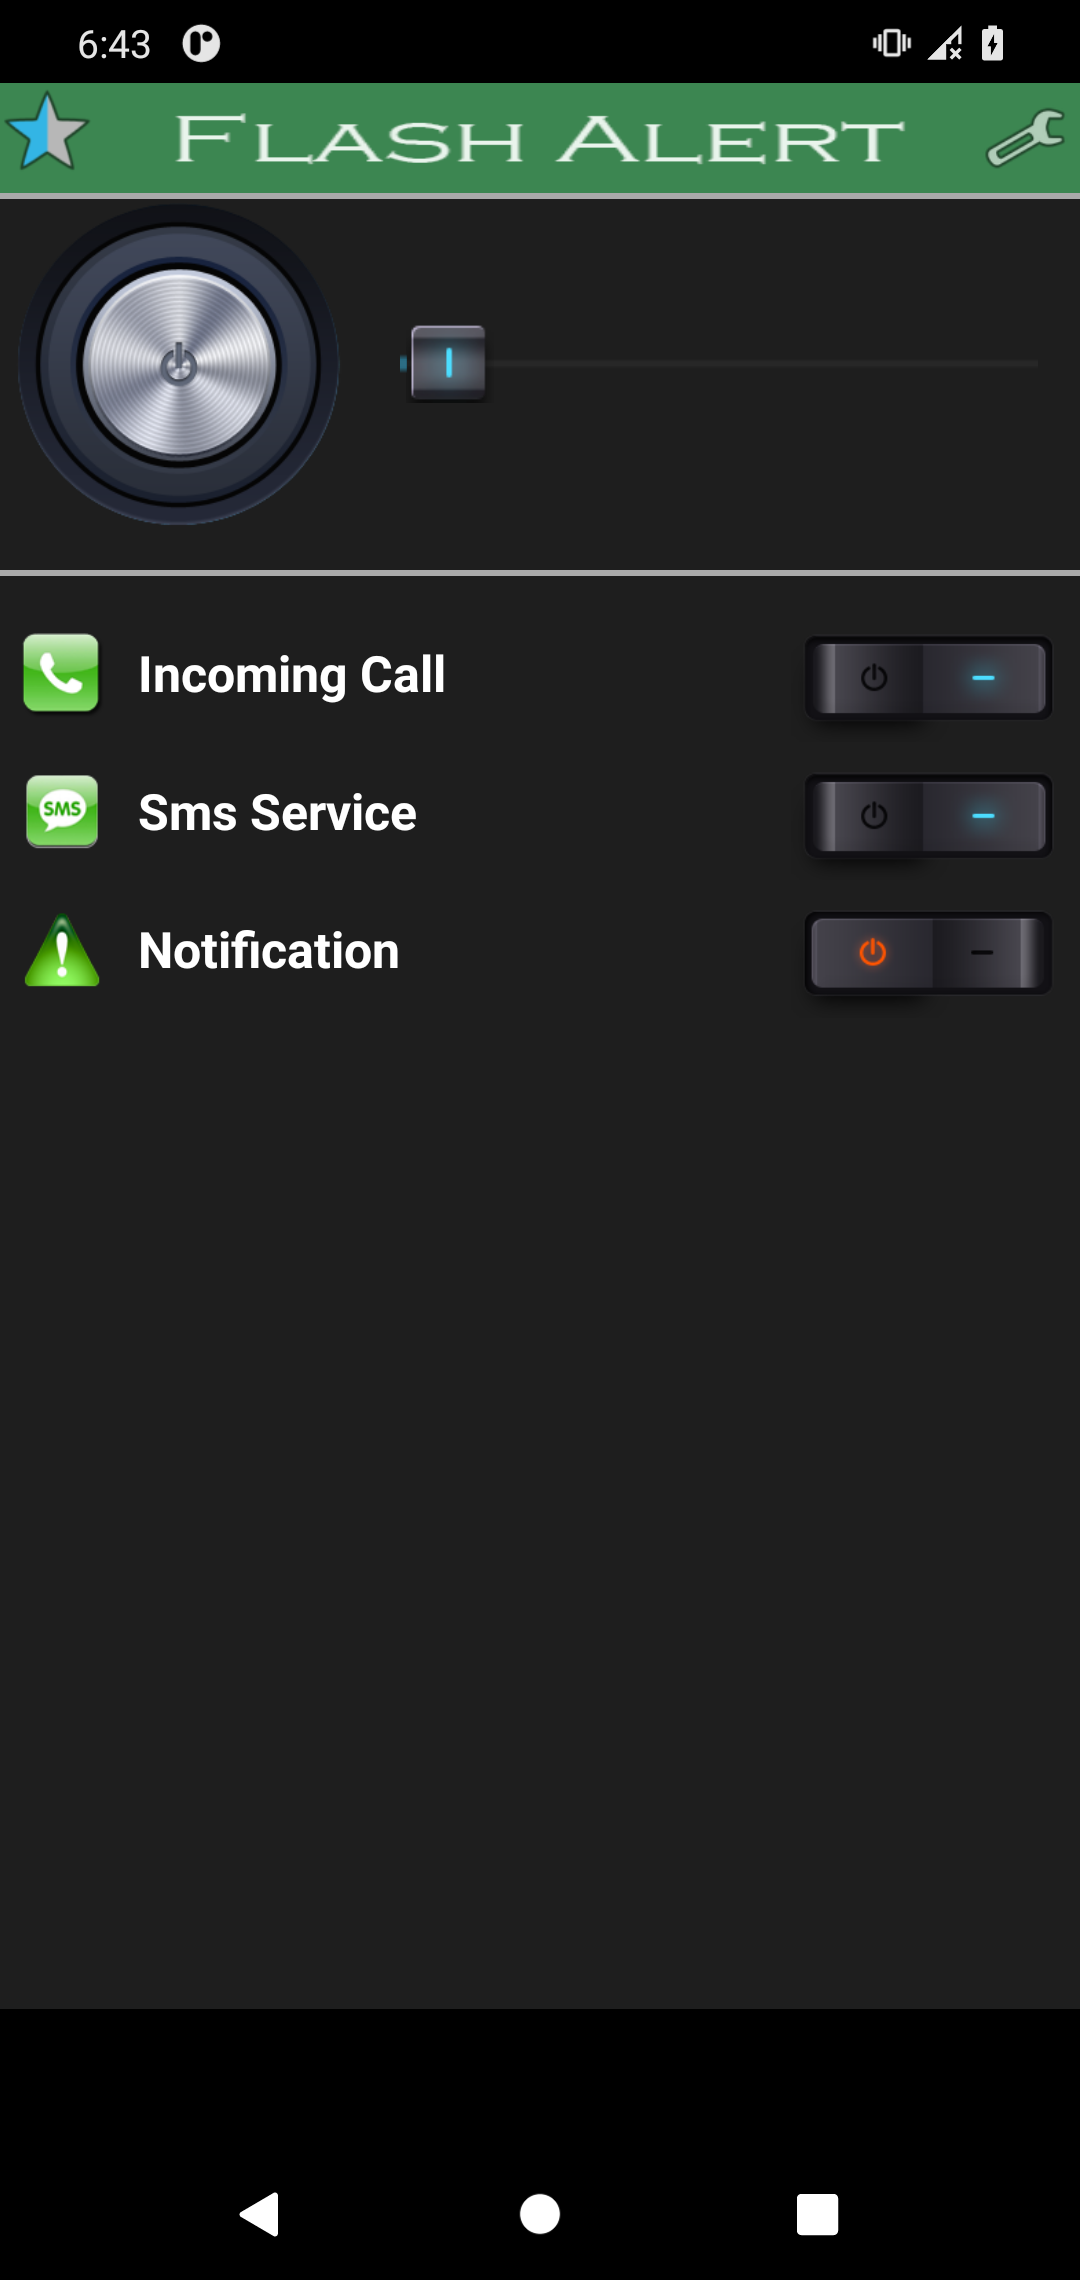 6:43
FLASH ALERT
Incoming Call
SMS
Sms Service
Notification